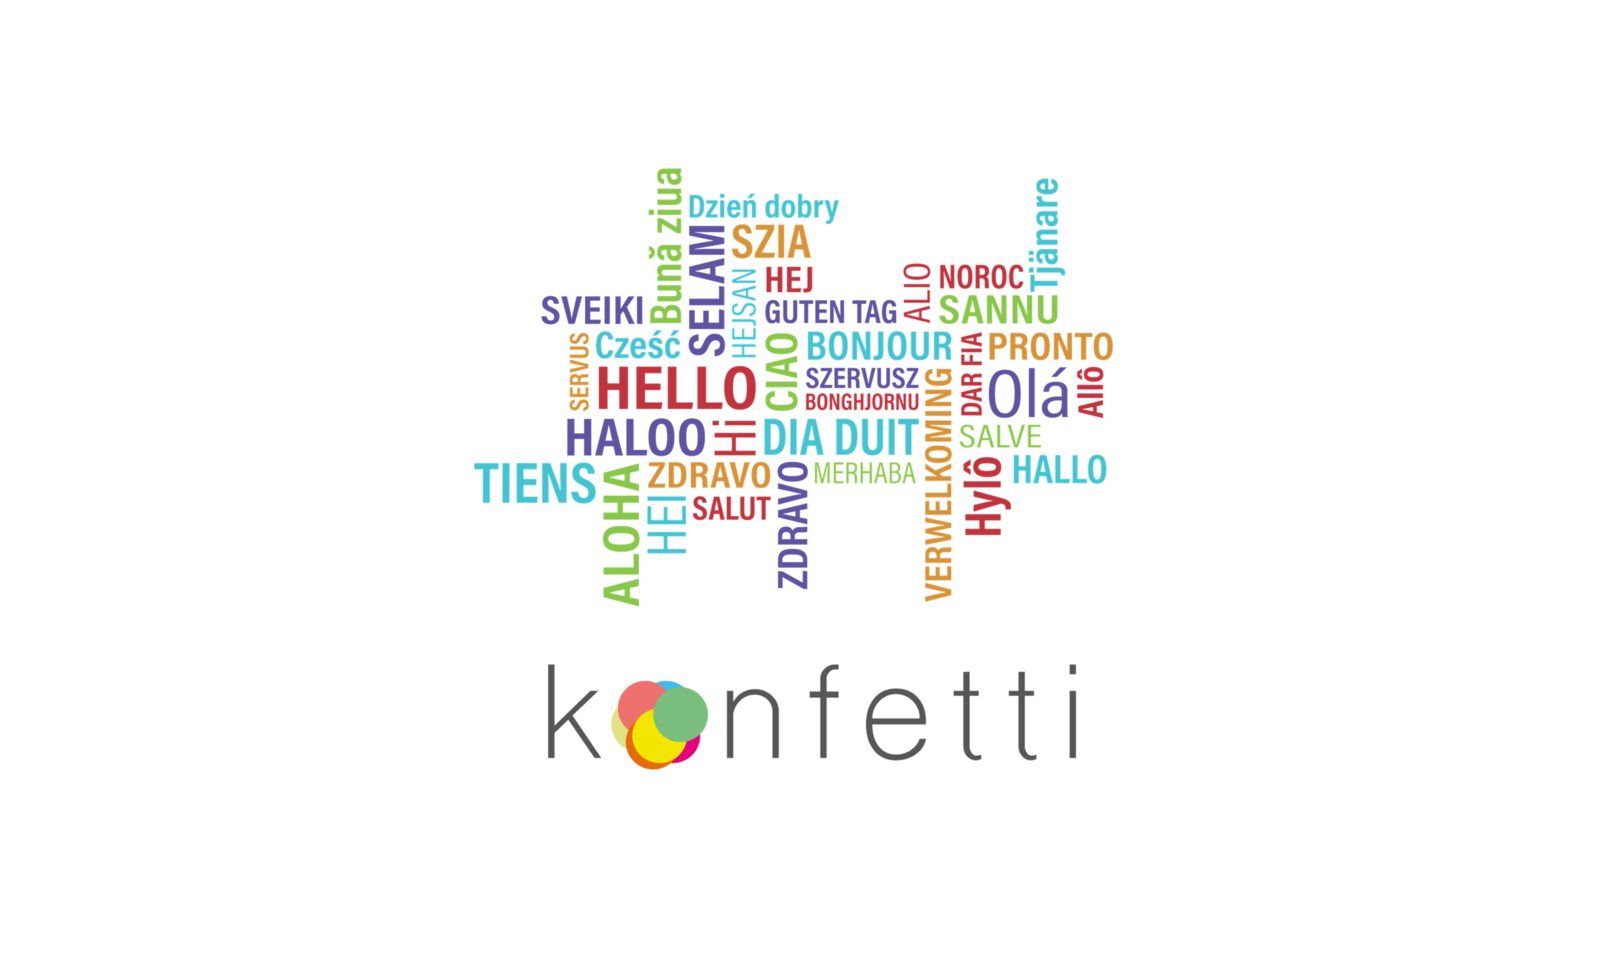 Bună ziua
Dzień dobry
Tjänare
SELAM
SZIA
HEJSAN
HEJ
ALIO
NOROC
SVEIKI
GUTEN TAG
SANNU
SERVUS
Cześć
CIAO
BONJOUR
DAR FIA
PRONTO
HELLO
SZERVUSZ
BONGHJORNU
VERWELKOMING
Olá
Allô
HALOO
Hi
DIA DUIT
SALVE
TIENS
ALOHA
ZDRAVO
ZDRAVO
MERHABA
Hylô
HALLO
HEI
SALUT
konfetti